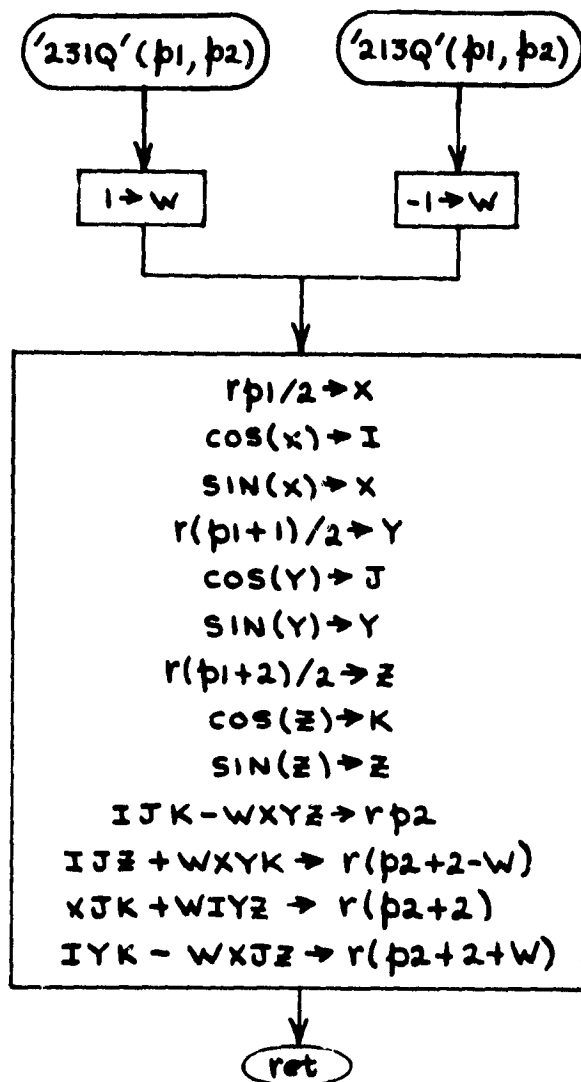 '231Q'(p1, p2)
'213Q'(p1, p2)
1→W
-1→W
rp1/2→X
cos(x)→I
SIN(x)→X
r(p1+1)/2→Y
cos(Y)→J
SIN(Y)→Y
r(p1+2)/2→Z
cos(Z)→K
SIN(Z)→Z
IJK-WXYZ→rp2
IJZ+WXYK→r(p2+2-W)
XJK+WIYZ→r(p2+2)
IYK-WXJZ→r(p2+2+W)
ret